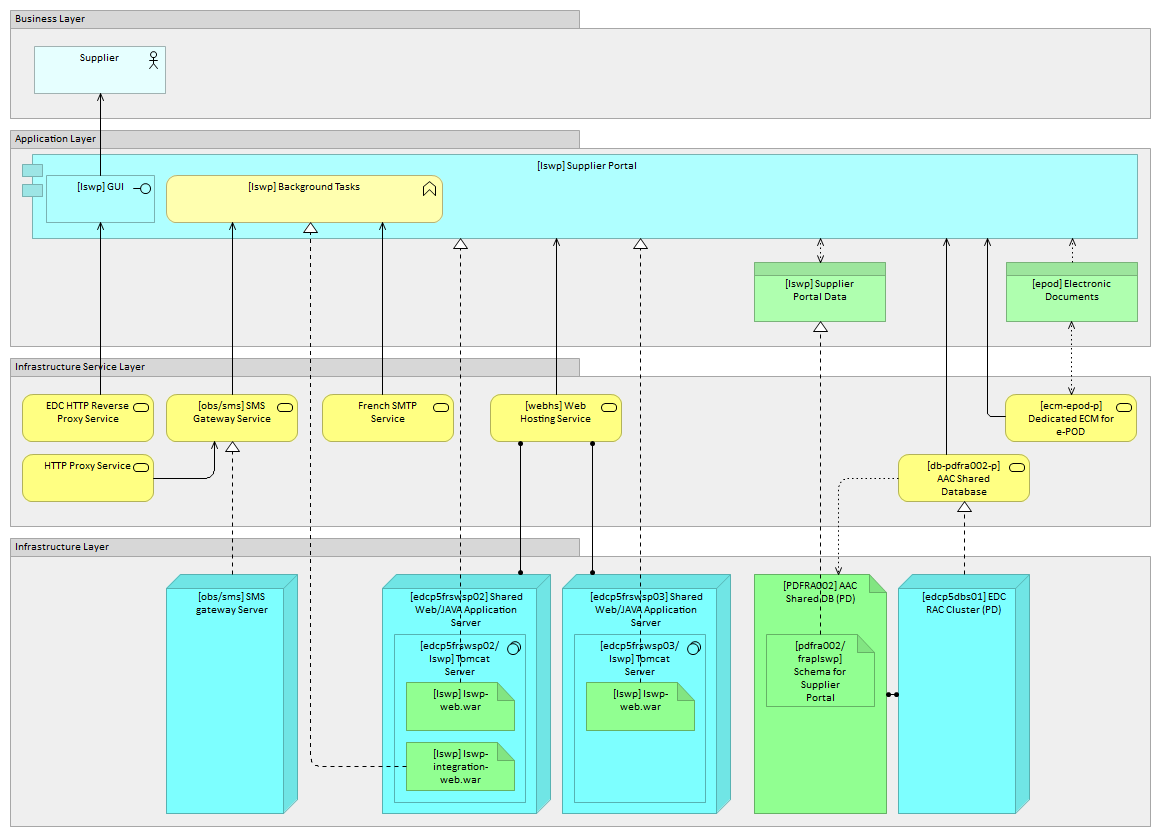 Business Layer
Supplier
Application Layer
[lswp] Supplier Portal
[lswp] GUI
[lswp] Background Tasks
[lswp] Supplier
Portal Data
[epod] Electronic
Documents
Infrastructure Service Layer
EDC HTTP Reverse
Proxy Service
[obs/sms] SMS
Gateway Service
French SMTP
Service
[webhs] Web
Hosting Service
[ecm-epod-p]
Dedicated ECM for
e-POD
HTTP Proxy Service
[db-pdfra002-p]
AAC Shared
Database
Infrastructure Layer
[obs/sms] SMS
gateway Server
[edcp5frswsp02] Shared
Web/JAVA Application
Server
[edcp5frswsp02/
lswp] Tomcat
Server
[lswp] lswp-
web.war
[lswp] lswp-
integration-
web.war
[edcp5frswsp03] Shared
Web/JAVA Application
Server
[edcp5frswsp03/
lswp] Tomcat
Server
[lswp] lswp-
web.war
[PDFRA002] AAC
Shared DB (PD)
[pdfra002/
fraplswp]
Schema for
Supplier
Portal
[edcp5dbs01] EDC
RAC Cluster (PD)